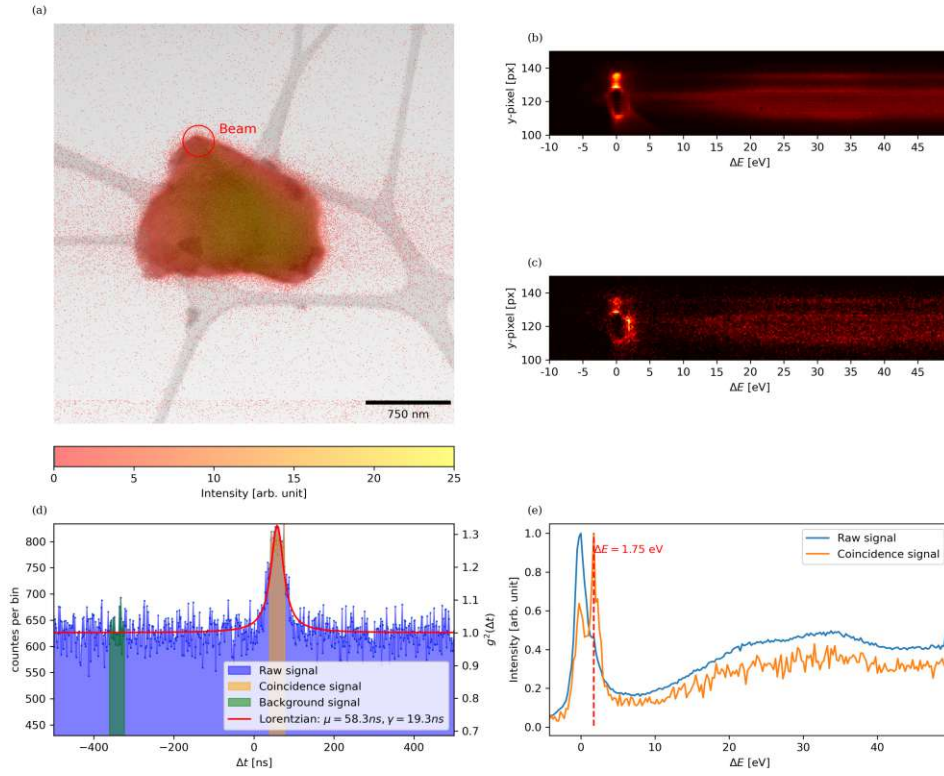 (a)
Beam
750 nm
0 5 10 15 20 25
Intensity [arb. unit]
(b)
140
120
100
y-pixel [px]
-10 -5 0 5 10 15 20 25 30 35 40 45
ΔE [eV]
(c)
140
120
100
y-pixel [px]
-10 -5 0 5 10 15 20 25 30 35 40 45
ΔE [eV]
(d)
800
750
700
650
600
550
500
450
countes per bin
1.3
1.2
1.1
1.0
0.9
0.8
0.7
g²(Δt)
Raw signal
Coincidence signal
Background signal
Lorentzian: μ = 58.3ns, γ = 19.3ns
−400 −200 0 200 400
Δt [ns]
(e)
1.0
0.8
0.6
0.4
0.2
0.0
Intensity [arb. unit]
ΔE = 1.75 eV
Raw signal
Coincidence signal
0 10 20 30 40
ΔE [eV]